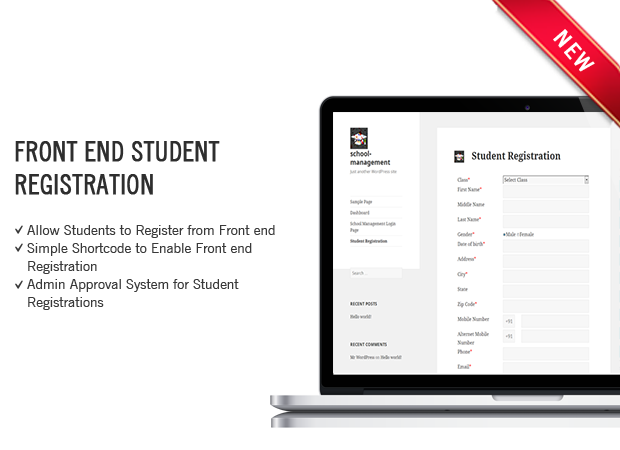 NEW
FRONT END STUDENT
REGISTRATION
Allow Students to Register from Front end
Simple Shortcode to Enable Front end
Registration
Admin Approval System for Student
Registrations
school-
management
Just another WordPress site
Sample Page
Dashboard
School Management Login
Page
Student Registration
Search...
RECENT POSTS
Hello world!
RECENT COMMENTS
Mr WordPress on Hello world!
Student Registration
Class* Select Class
First Name*
Middle Name
Last Name*
Gender* Male Female
Date of birth*
Address*
City*
State
Zip Code*
Mobile Number +91
Alternet Mobile +91
Number
Phone*
Email*